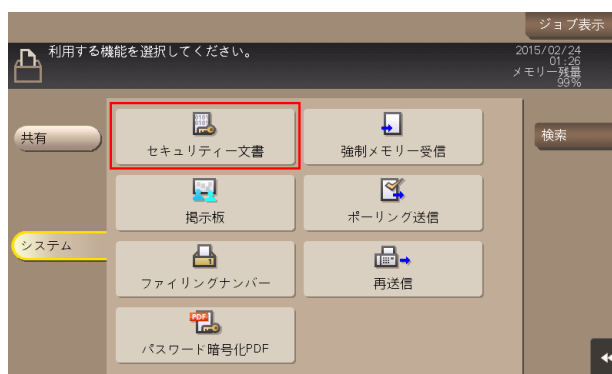 ジョブ表示
利用する機能を選択してください。
2015/02/24
01:26
メモリー残量
99%
共有
セキュリティー文書
強制メモリー受信
検索
掲示板
ポーリング送信
システム
ファイリングナンバー
再送信
PDF
パスワード暗号化PDF